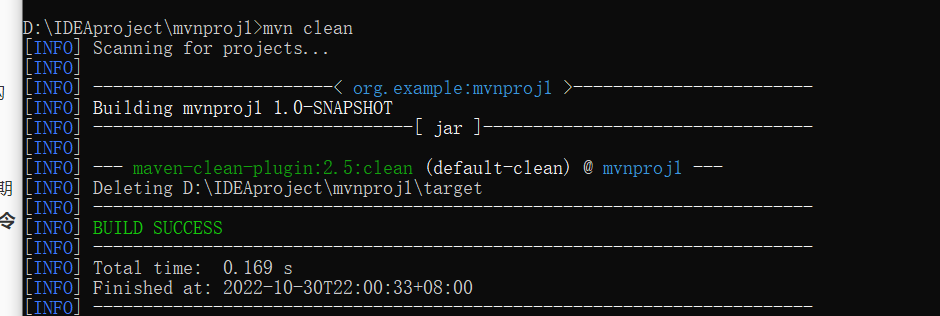 D:\IDEAproject\mvnproj1>mvn clean
[INFO] Scanning for projects...
[INFO]
[INFO] ------------------------< org.example:mvnproj1 >------------------------
[INFO] Building mvnproj1 1.0-SNAPSHOT
[INFO] --------------------------------[ jar ]---------------------------------
[INFO]
[INFO] --- maven-clean-plugin:2.5:clean (default-clean) @ mvnproj1 ---
期
[INFO] Deleting D:\IDEAproject\mvnproj1\target
[INFO] ------------------------------------------------------------------------
令
[INFO] BUILD SUCCESS
[INFO] ------------------------------------------------------------------------
[INFO] Total time:  0.169 s
[INFO] Finished at: 2022-10-30T22:00:33+08:00
[INFO] ------------------------------------------------------------------------